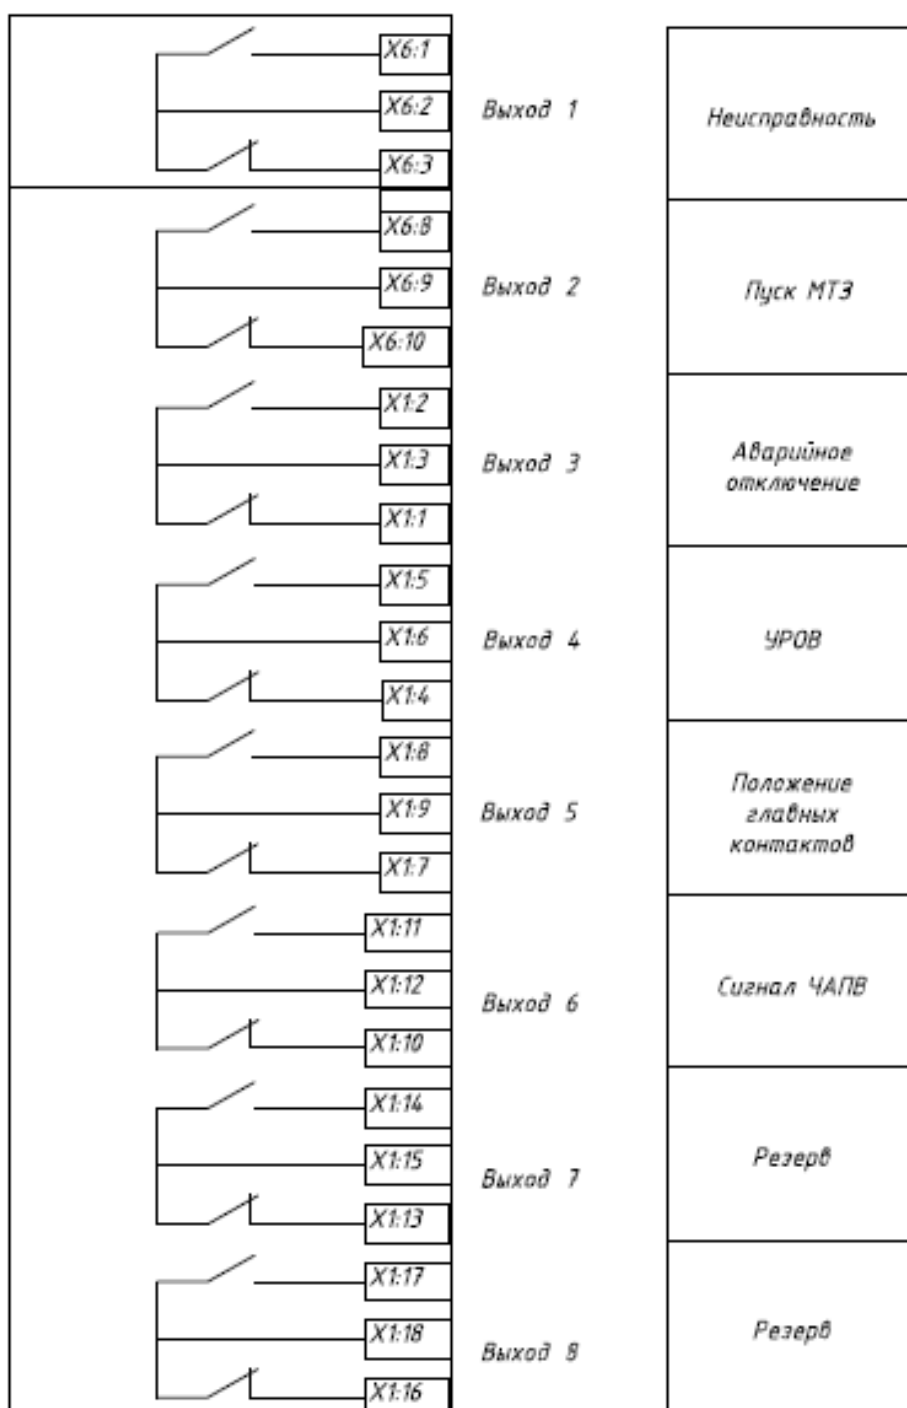 X6:1
X6:2
Выход 1
Неисправность
X6:3
X6:8
X6:9
Выход 2
Пуск МТЗ
X6:10
X1:2
X1:3
Выход 3
Аварийное
отключение
X1:1
X1:5
X1:6
Выход 4
УРОВ
X1:4
X1:8
X1:9
Выход 5
Положение
главных
контактов
X1:7
X1:11
X1:12
Выход 6
Сигнал ЧАПВ
X1:10
X1:14
X1:15
Выход 7
Резерв
X1:13
X1:17
X1:18
Выход 8
Резерв
X1:16